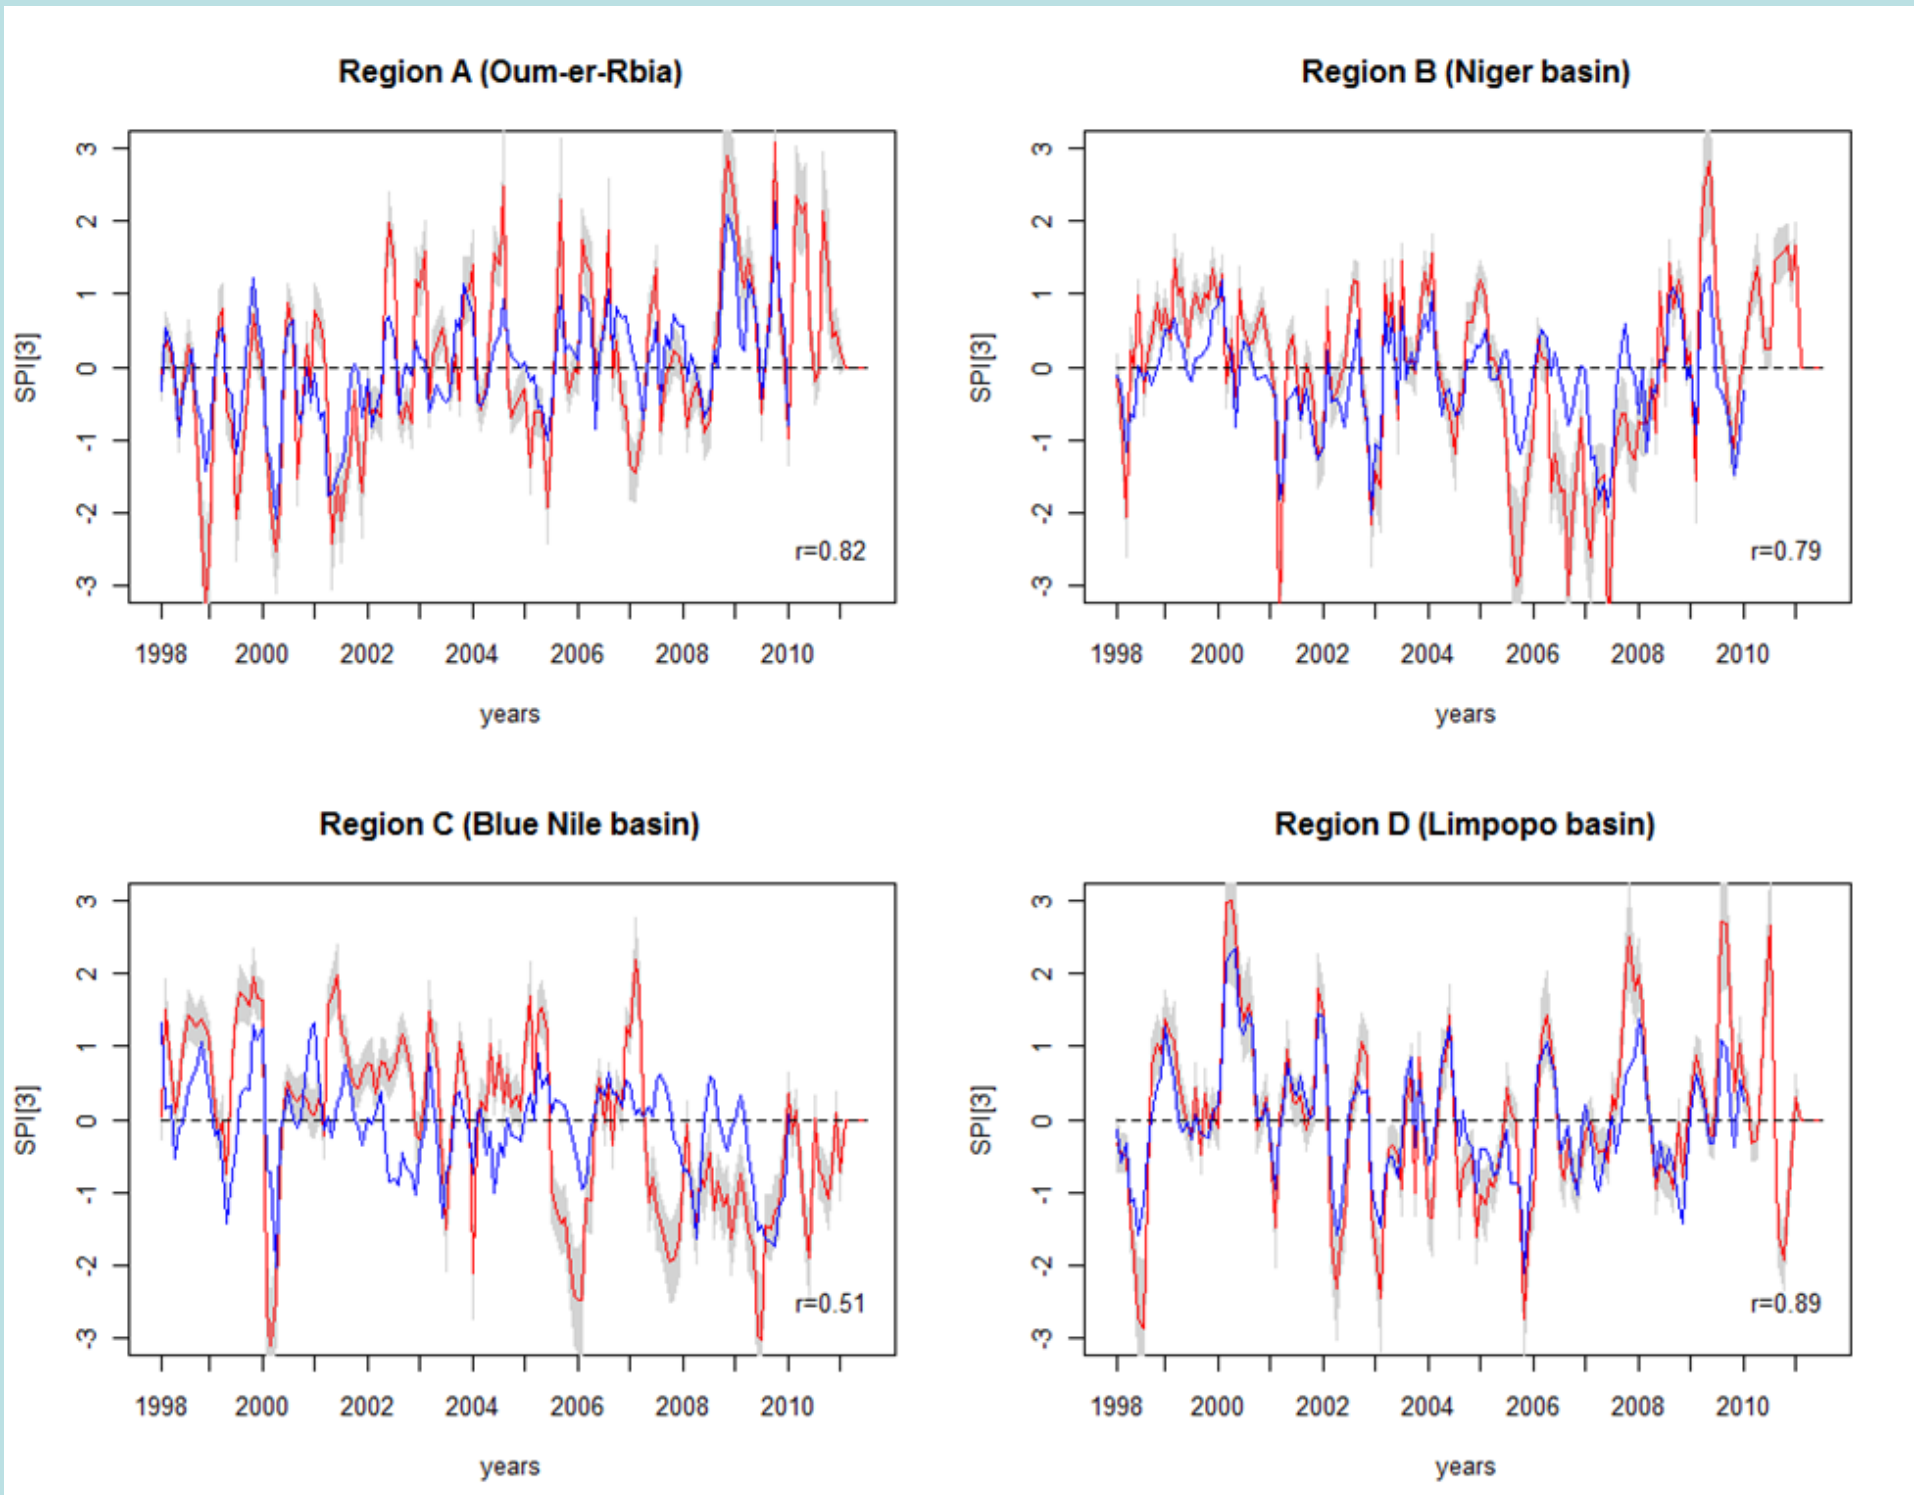 Region A (Oum-er-Rbia)
SPI[3]
3
2
1
0
-1
-2
-3
r=0.82
1998 2000 2002 2004 2006 2008 2010
years
Region B (Niger basin)
SPI[3]
3
2
1
0
-1
-2
-3
r=0.79
1998 2000 2002 2004 2006 2008 2010
years
Region C (Blue Nile basin)
SPI[3]
3
2
1
0
-1
-2
-3
r=0.51
1998 2000 2002 2004 2006 2008 2010
years
Region D (Limpopo basin)
SPI[3]
3
2
1
0
-1
-2
-3
r=0.89
1998 2000 2002 2004 2006 2008 2010
years